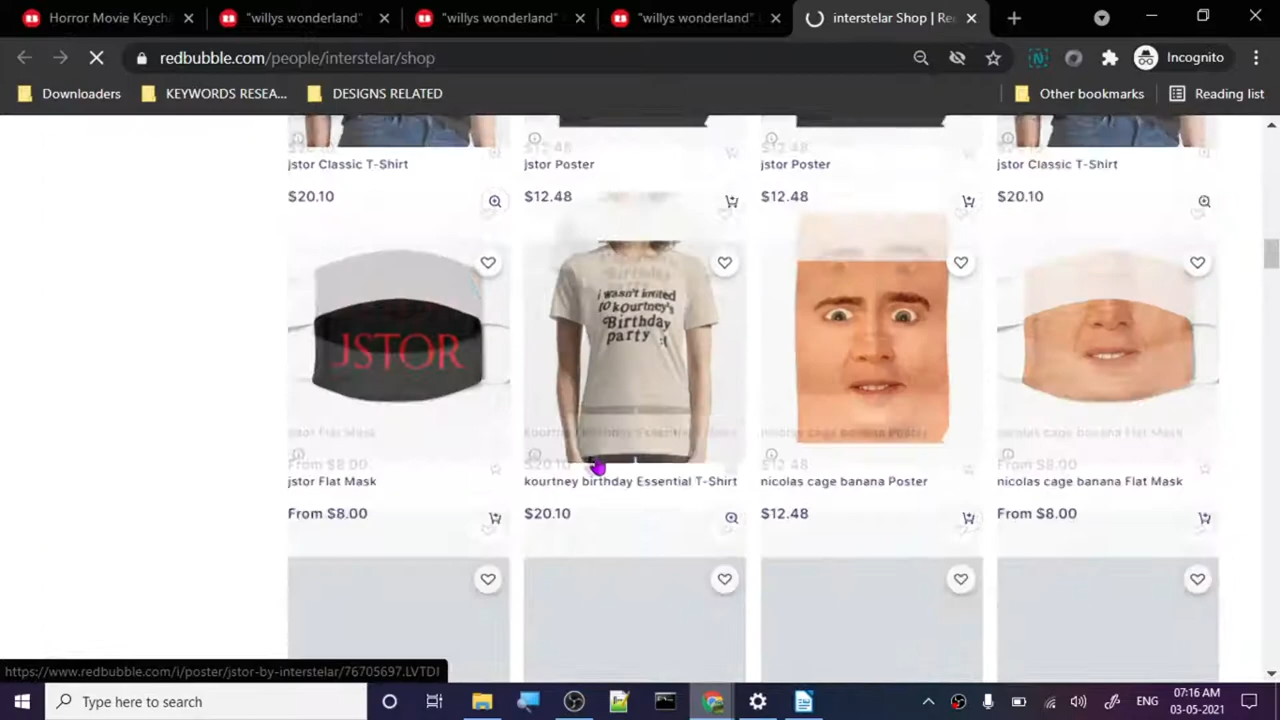 Horror Movie Keycha
"willys wonderland"
"willys wonderland"
"willys wonderland"
interstelar Shop | Re
redbubble.com/people/interstelar/shop
Incognito
Downloaders
KEYWORDS RESEA...
DESIGNS RELATED
Other bookmarks
Reading list
jstor Classic T-Shirt
jstor Poster
jstor Poster
jstor Classic T-Shirt
$20.10
$12.48
$12.48
$20.10
JSTOR
i wasn't invited
to kourtney's
Birthday
party :(
jstor Flat Mask
kourtney birthday Essential T-Shirt
nicolas cage banana Poster
nicolas cage banana Flat Mask
From $8.00
$20.10
$12.48
From $8.00
https://www.redbubble.com/i/poster/jstor-by-interstelar/76705697.LVTDI
Type here to search
ENG
07:16 AM
03-05-2021